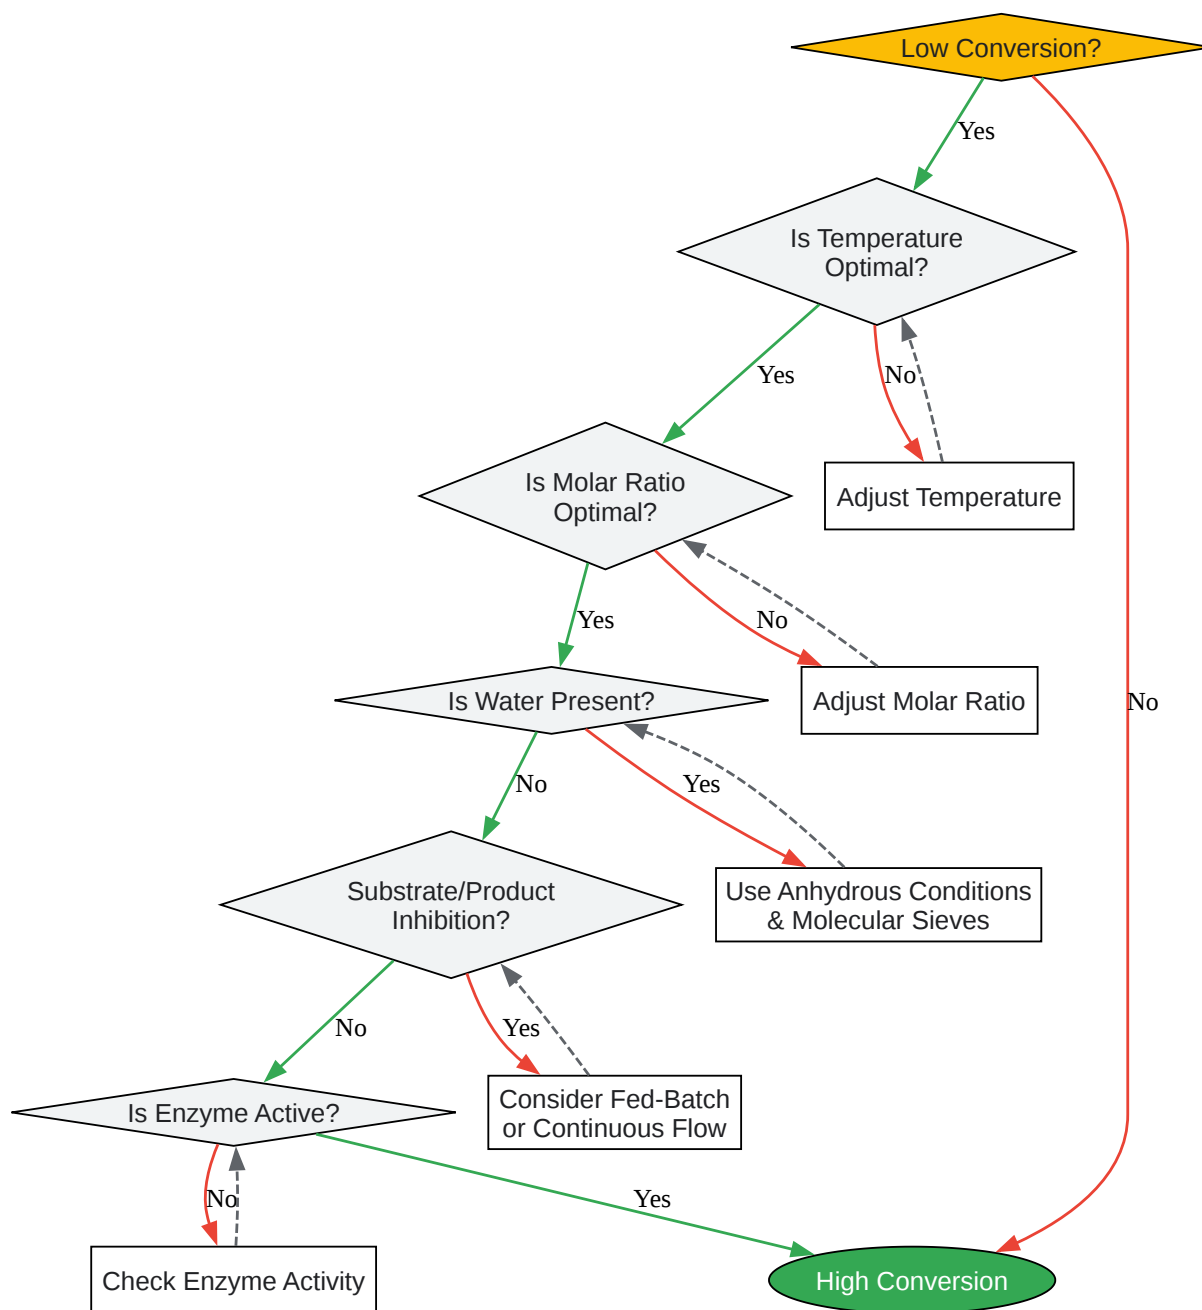 Low Conversion?
Yes
Is Temperature
Optimal?
Yes
No
Is Molar Ratio
Optimal?
Adjust Temperature
Yes
No
Is Water Present?
Adjust Molar Ratio
No
No
Yes
Substrate/Product
Inhibition?
Use Anhydrous Conditions
& Molecular Sieves
No
Yes
Is Enzyme Active?
Consider Fed-Batch
or Continuous Flow
No
Yes
Check Enzyme Activity
High Conversion